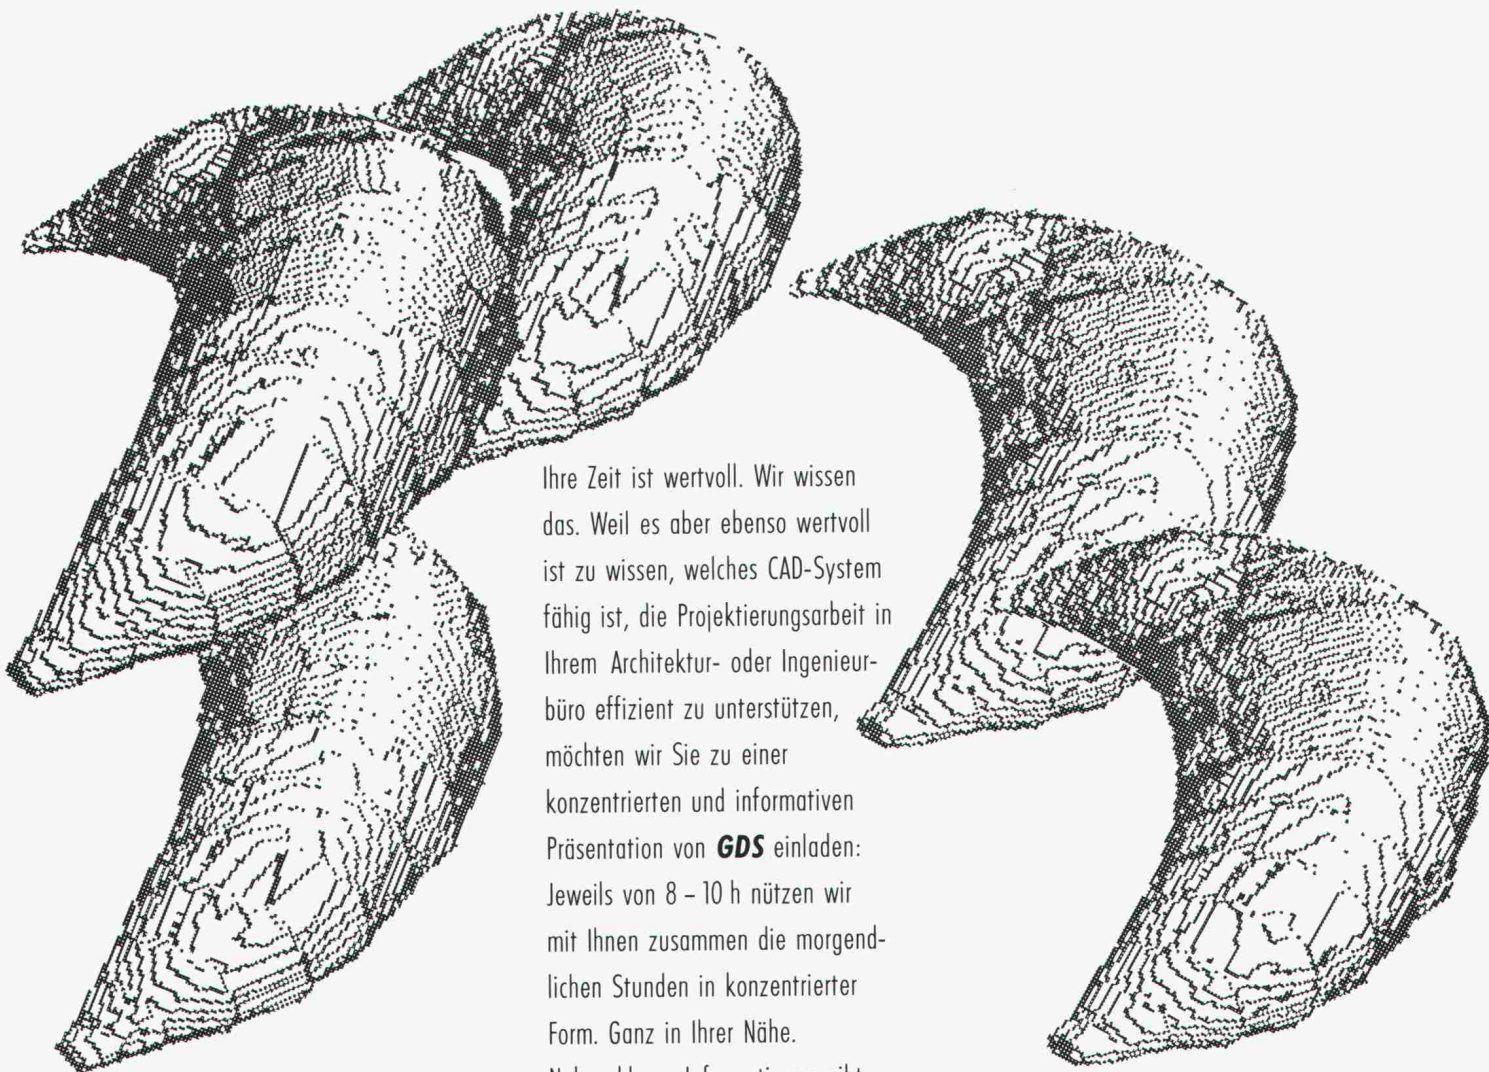 Ihre Zeit ist wertvoll. Wir wissen
das. Weil es aber ebenso wertvoll
ist zu wissen, welches CAD-System
fähig ist, die Projektierungsarbeit in
Ihrem Architektur- oder Ingenieur-
büro effizient zu unterstützen,
möchten wir Sie zu einer
konzentrierten und informativen
Präsentation von GDS einladen:
Jeweils von 8 – 10 h nützen wir
mit Ihnen zusammen die morgend-
lichen Stunden in konzentrierter
Form. Ganz in Ihrer Nähe.